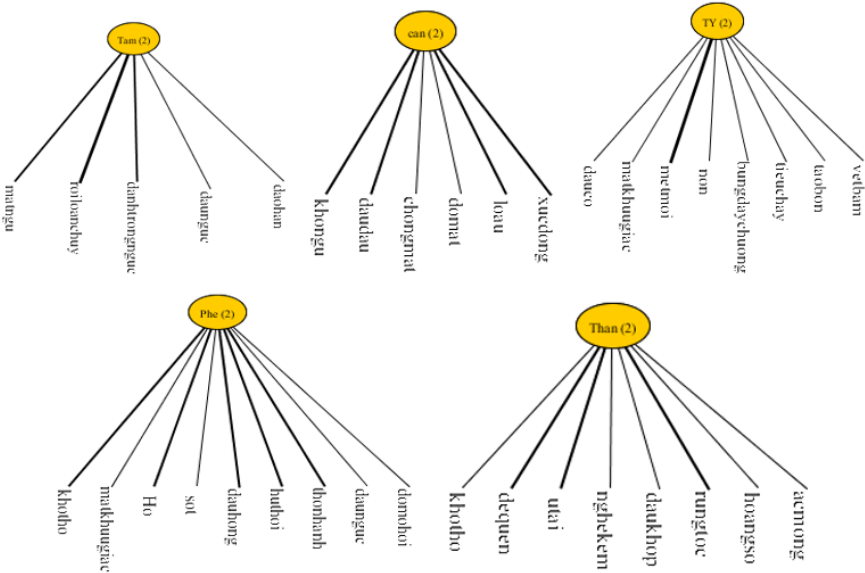 Tam (2)
can (2)
TY (2)
matngu
roiloanchuy
danhtrongnguc
daunguc
daohan
khongu
daudau
chongmat
domat
loau
xucdong
dauco
matkhuugiac
metmoi
non
bungdaychuong
tieuchay
taobon
vetbam
Phe (2)
Than (2)
khotho
matkhuugiac
Ho
sot
dauhong
huthoi
thonhanh
daunguc
domohoi
khotho
dequen
utai
nghekem
daukhop
rungtoc
hoangso
acmong